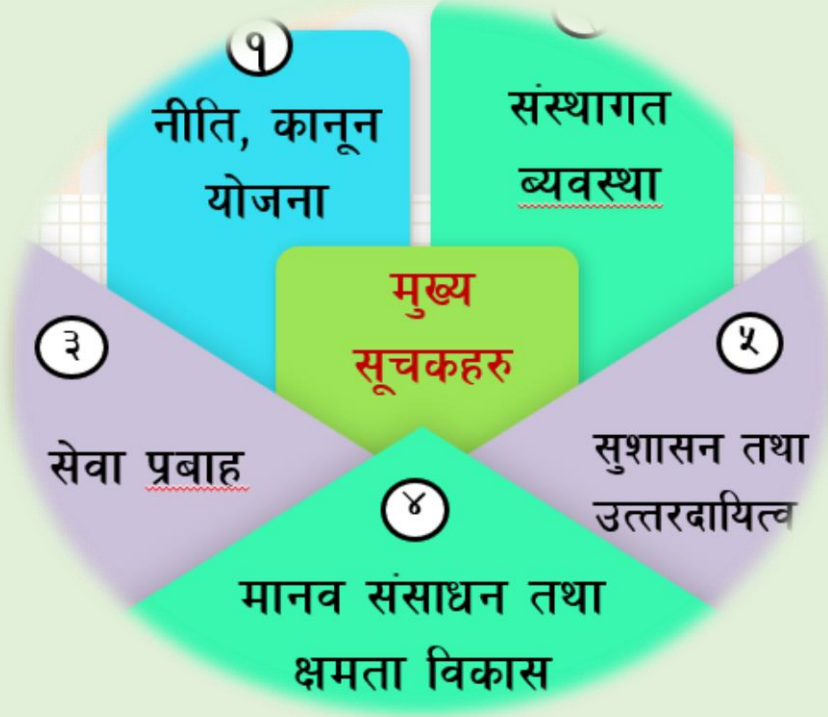 १
नीति, कानून
योजना
संस्थागत
ब्यवस्था
मुख्य
सूचकहरु
३
सेवा प्रबाह
४
मानव संसाधन तथा
क्षमता विकास
५
सुशासन तथा
उत्तरदायित्व